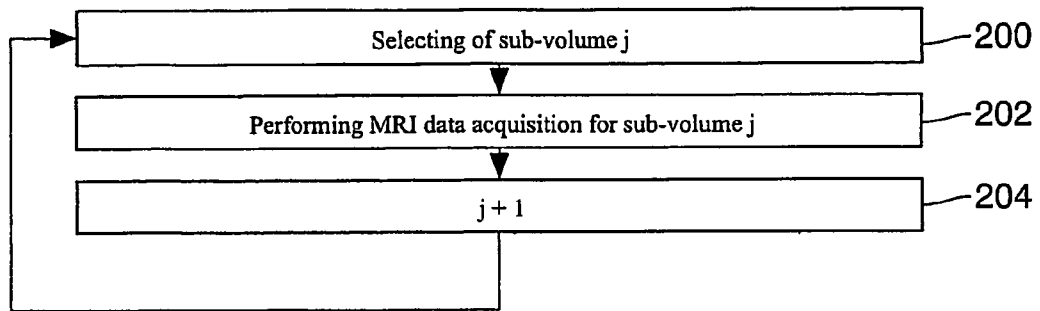 Selecting of sub-volume j
200
Performing MRI data acquisition for sub-volume j
202
j + 1
204